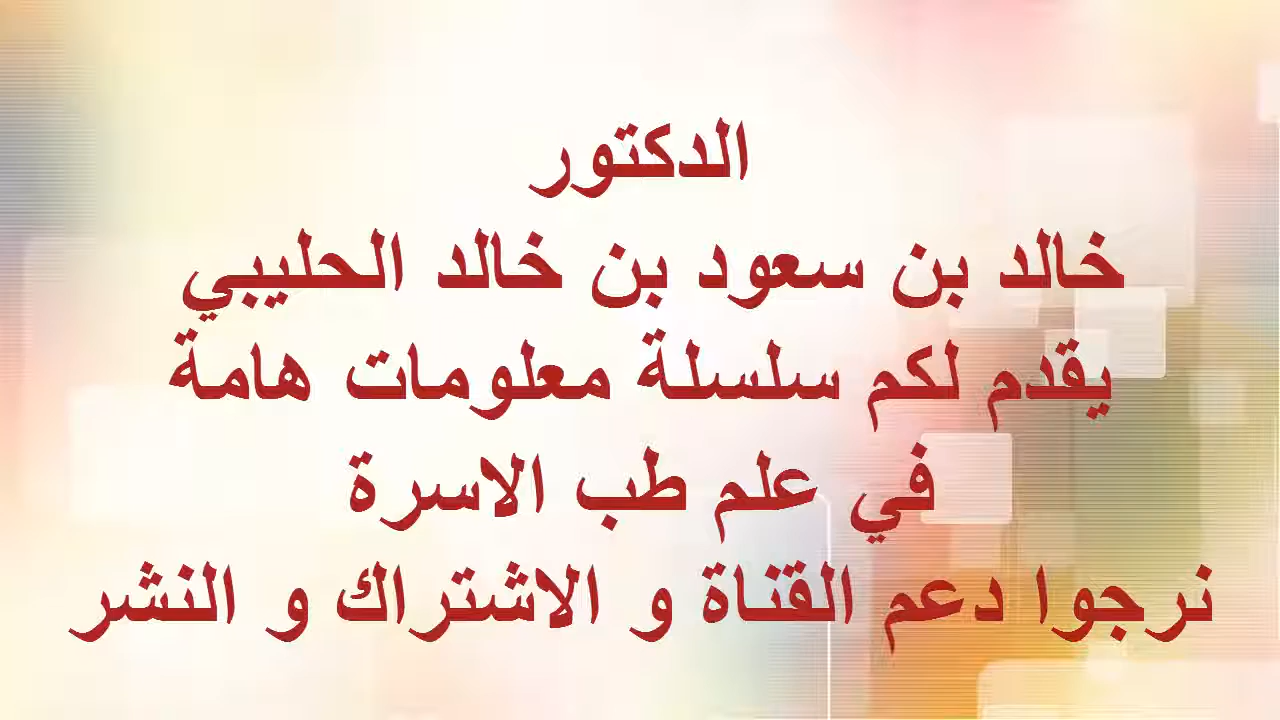 الدكتور
خالد بن سعود بن خالد الحليبي
يقدم لكم سلسلة معلومات هامة
في علم طب الاسرة
نرجوا دعم القناة و الاشتراك و النشر